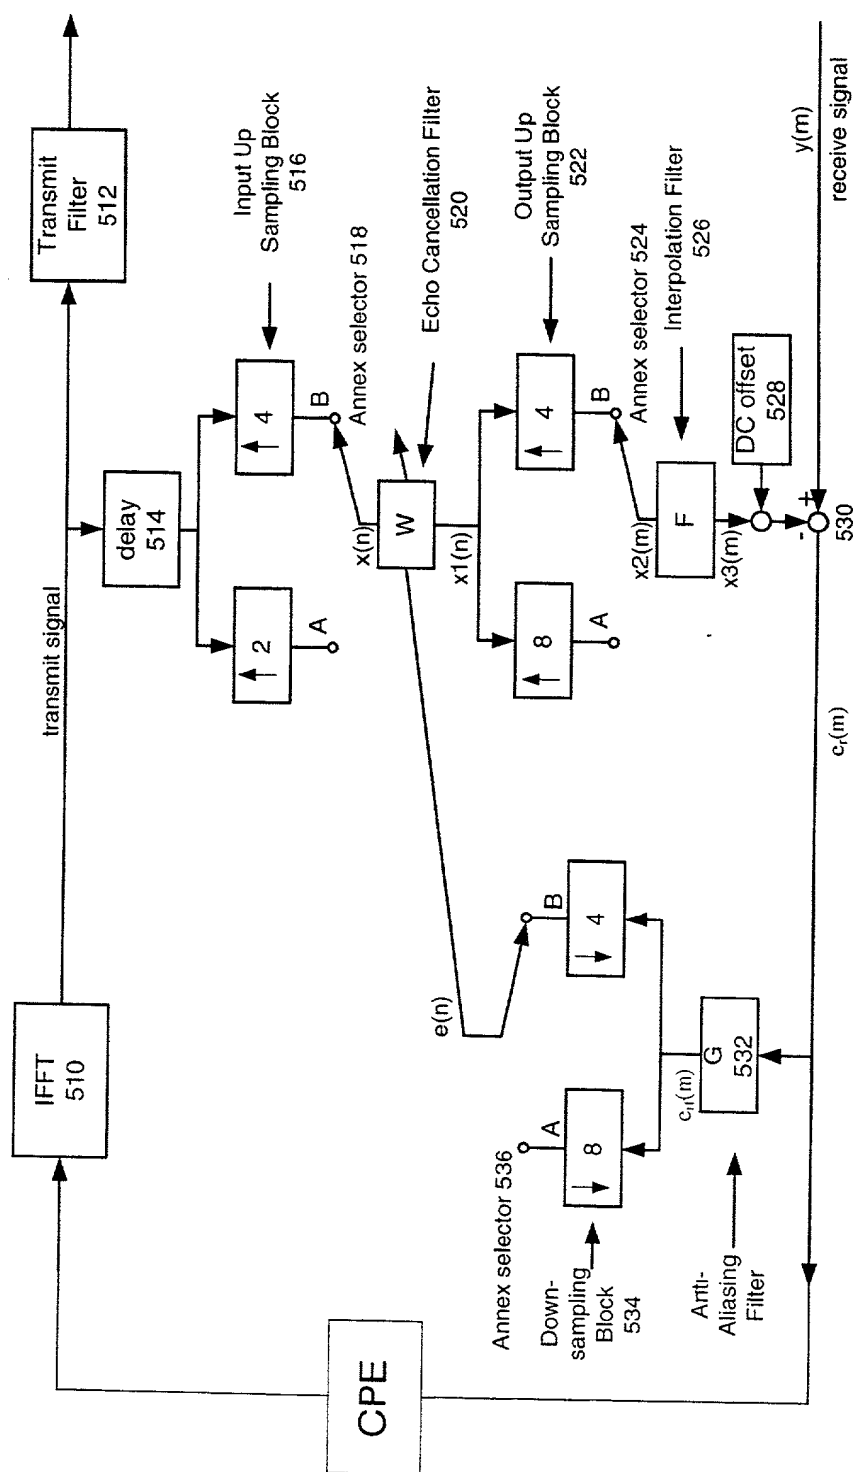 CPE
IFFT
510
transmit signal
Transmit
Filter
512
delay
514
2
4
A
B
Input Up
Sampling Block
516
Annex selector 518
x(n)
W
Echo Cancellation Filter
520
x1(n)
8
4
A
B
Output Up
Sampling Block
522
Annex selector 524
x2(m)
F
Interpolation Filter
526
x3(m)
DC offset
528
-
+
530
y(m)
receive signal
e(n)
Annex selector 536
A
B
8
4
Down-
sampling
Block
534
G
532
Anti-
Aliasing
Filter